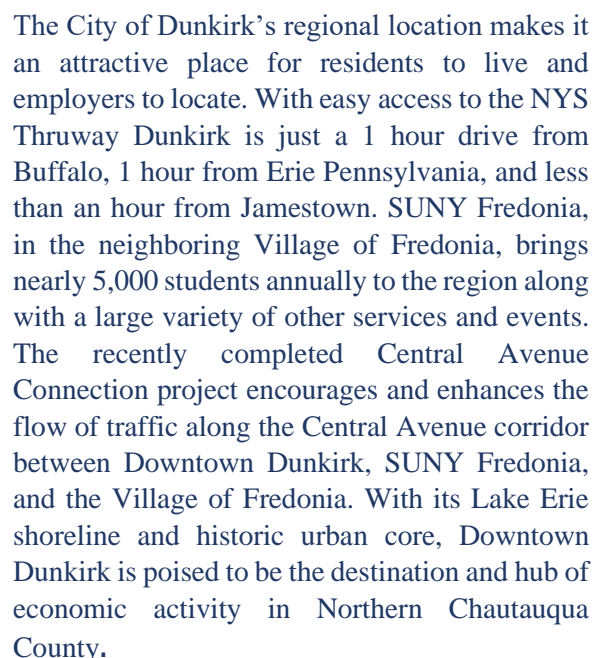 The City of Dunkirk’s regional location makes it
an attractive place for residents to live and
employers to locate. With easy access to the NYS
Thruway Dunkirk is just a 1 hour drive from
Buffalo, 1 hour from Erie Pennsylvania, and less
than an hour from Jamestown. SUNY Fredonia,
in the neighboring Village of Fredonia, brings
nearly 5,000 students annually to the region along
with a large variety of other services and events.
The recently completed Central Avenue
Connection project encourages and enhances the
flow of traffic along the Central Avenue corridor
between Downtown Dunkirk, SUNY Fredonia,
and the Village of Fredonia. With its Lake Erie
shoreline and historic urban core, Downtown
Dunkirk is poised to be the destination and hub of
economic activity in Northern Chautauqua
County.